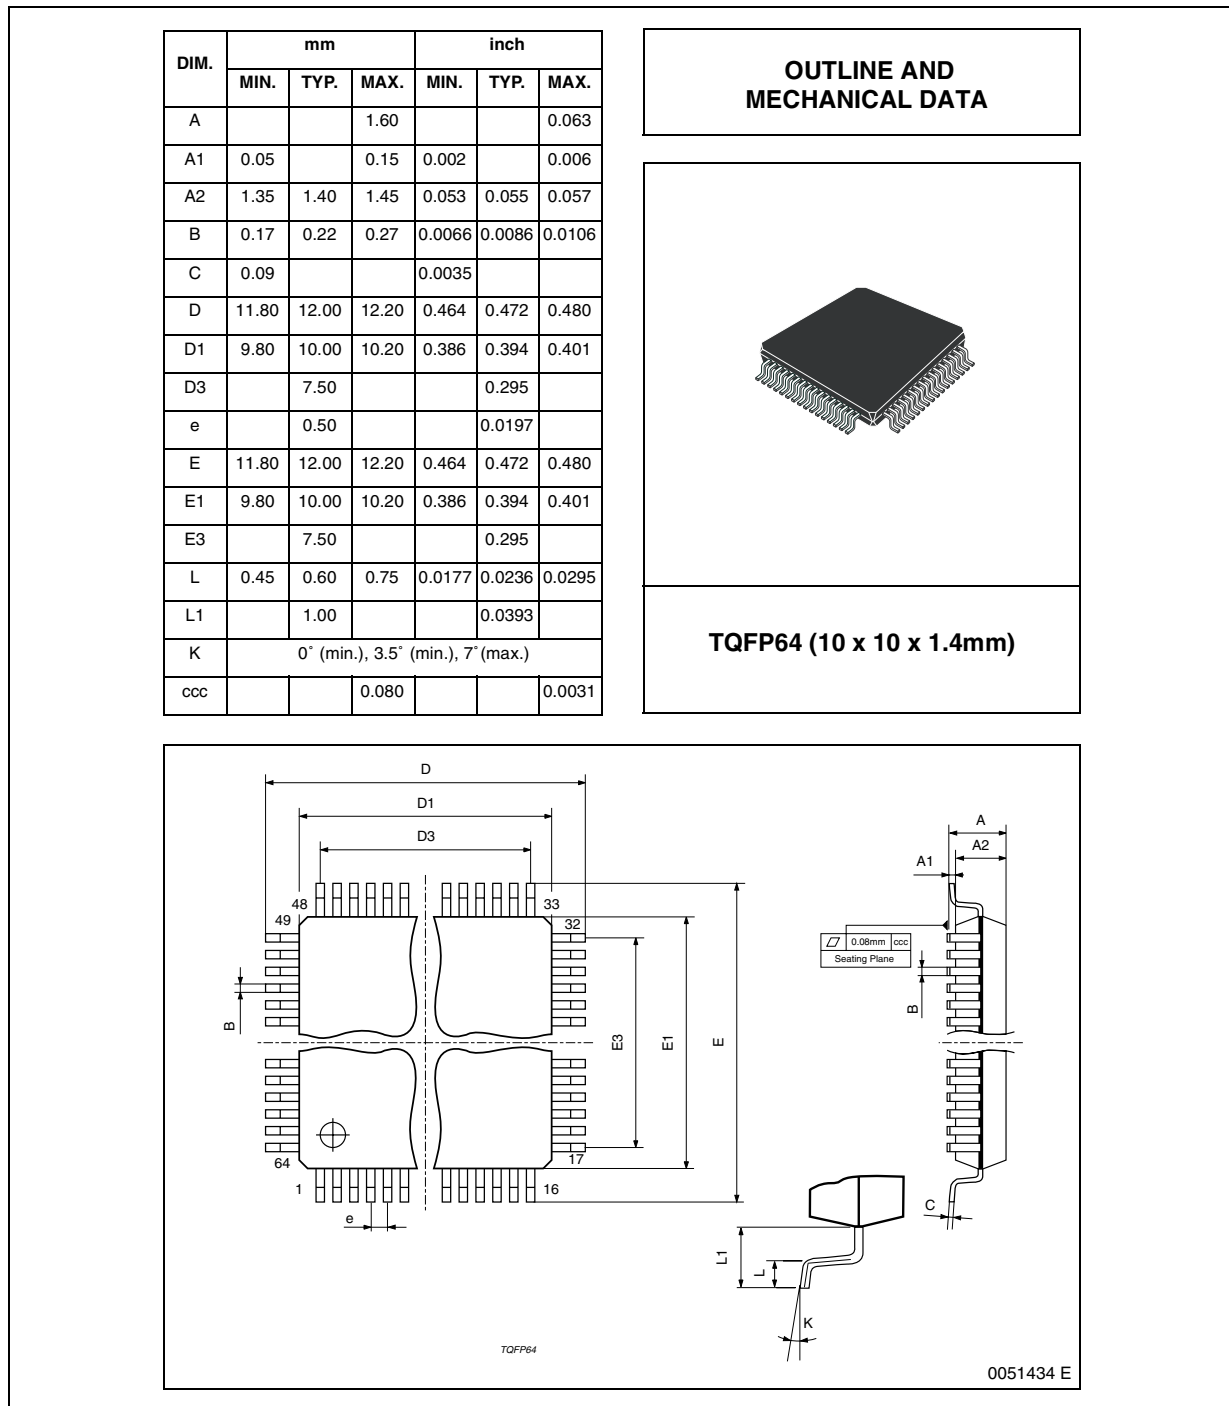 DIM. mm inch
MIN. TYP. MAX. MIN. TYP. MAX.
A 1.60 0.063
A1 0.05 0.15 0.002 0.006
A2 1.35 1.40 1.45 0.053 0.055 0.057
B 0.17 0.22 0.27 0.0066 0.0086 0.0106
C 0.09 0.0035
D 11.80 12.00 12.20 0.464 0.472 0.480
D1 9.80 10.00 10.20 0.386 0.394 0.401
D3 7.50 0.295
e 0.50 0.0197
E 11.80 12.00 12.20 0.464 0.472 0.480
E1 9.80 10.00 10.20 0.386 0.394 0.401
E3 7.50 0.295
L 0.45 0.60 0.75 0.0177 0.0236 0.0295
L1 1.00 0.0393
K 0˚ (min.), 3.5˚ (min.), 7˚(max.)
ccc 0.080 0.0031
OUTLINE AND
MECHANICAL DATA
TQFP64 (10 x 10 x 1.4mm)
D
D1
D3
A
A2
A1
48
33
49
32
0.08mm ccc
Seating Plane
B
B
E3
E1
E
64
17
1
16
e
C
L1
L
K
TQFP64
0051434 E